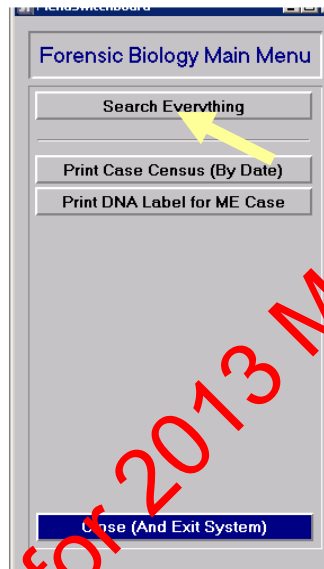 Forensic Biology Main Menu
Search Everything
Print Case Census (By Date)
Print DNA Label for ME Case
Close (And Exit System)
for 2013 M